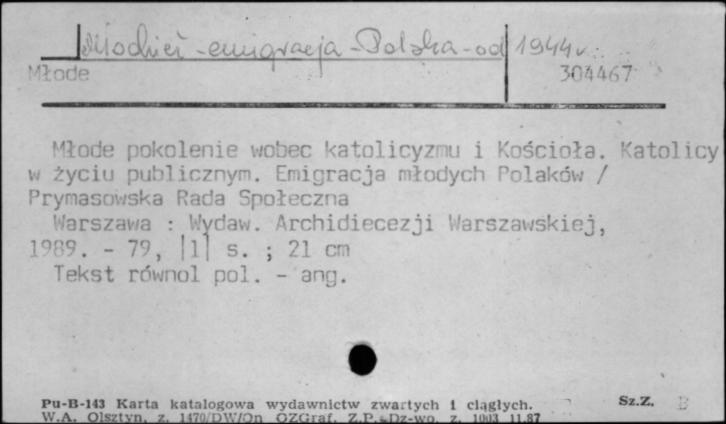 Młodzież - emigracja - Polska - od 1944 r.
Młode 304467
Młode pokolenie wobec katolicyzmu i Kościoła. Katolicy
w życiu publicznym. Emigracja młodych Polaków /
Prymasowska Rada Społeczna
Warszawa : Wydaw. Archidiecezji Warszawskiej,
1989. - 79, |1| s. ; 21 cm
Tekst równol pol. - ang.
Pu-B-143 Karta katalogowa wydawnictw zwartych i ciągłych. Sz.Z. B
W.A. Olsztyn, z. 1470/DW/On OZGraf. Z.P. Dz-wo, z. 1003 11.87